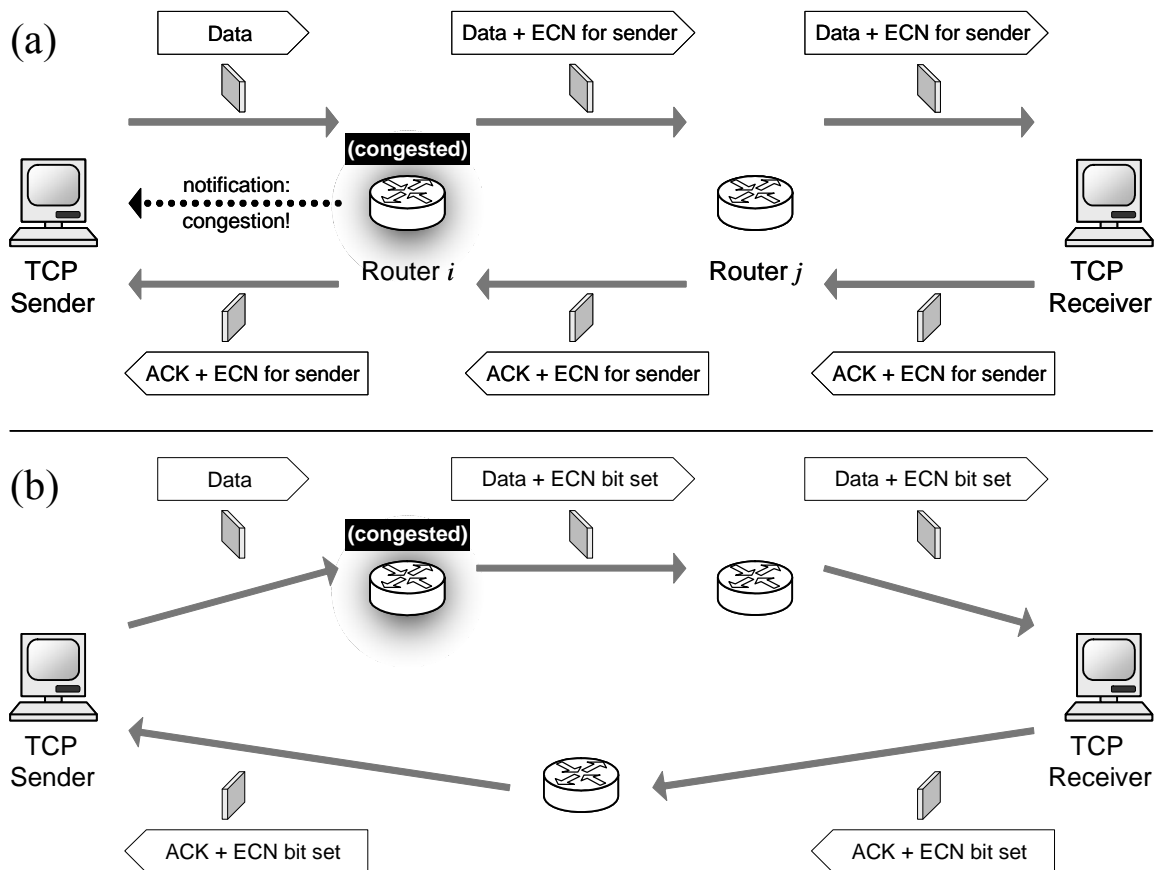 (a)
Data
Data + ECN for sender
Data + ECN for sender
(congested)
notification:
congestion!
TCP
Sender
Router i
Router j
TCP
Receiver
ACK + ECN for sender
ACK + ECN for sender
ACK + ECN for sender
(b)
Data
Data + ECN bit set
Data + ECN bit set
(congested)
TCP
Sender
TCP
Receiver
ACK + ECN bit set
ACK + ECN bit set